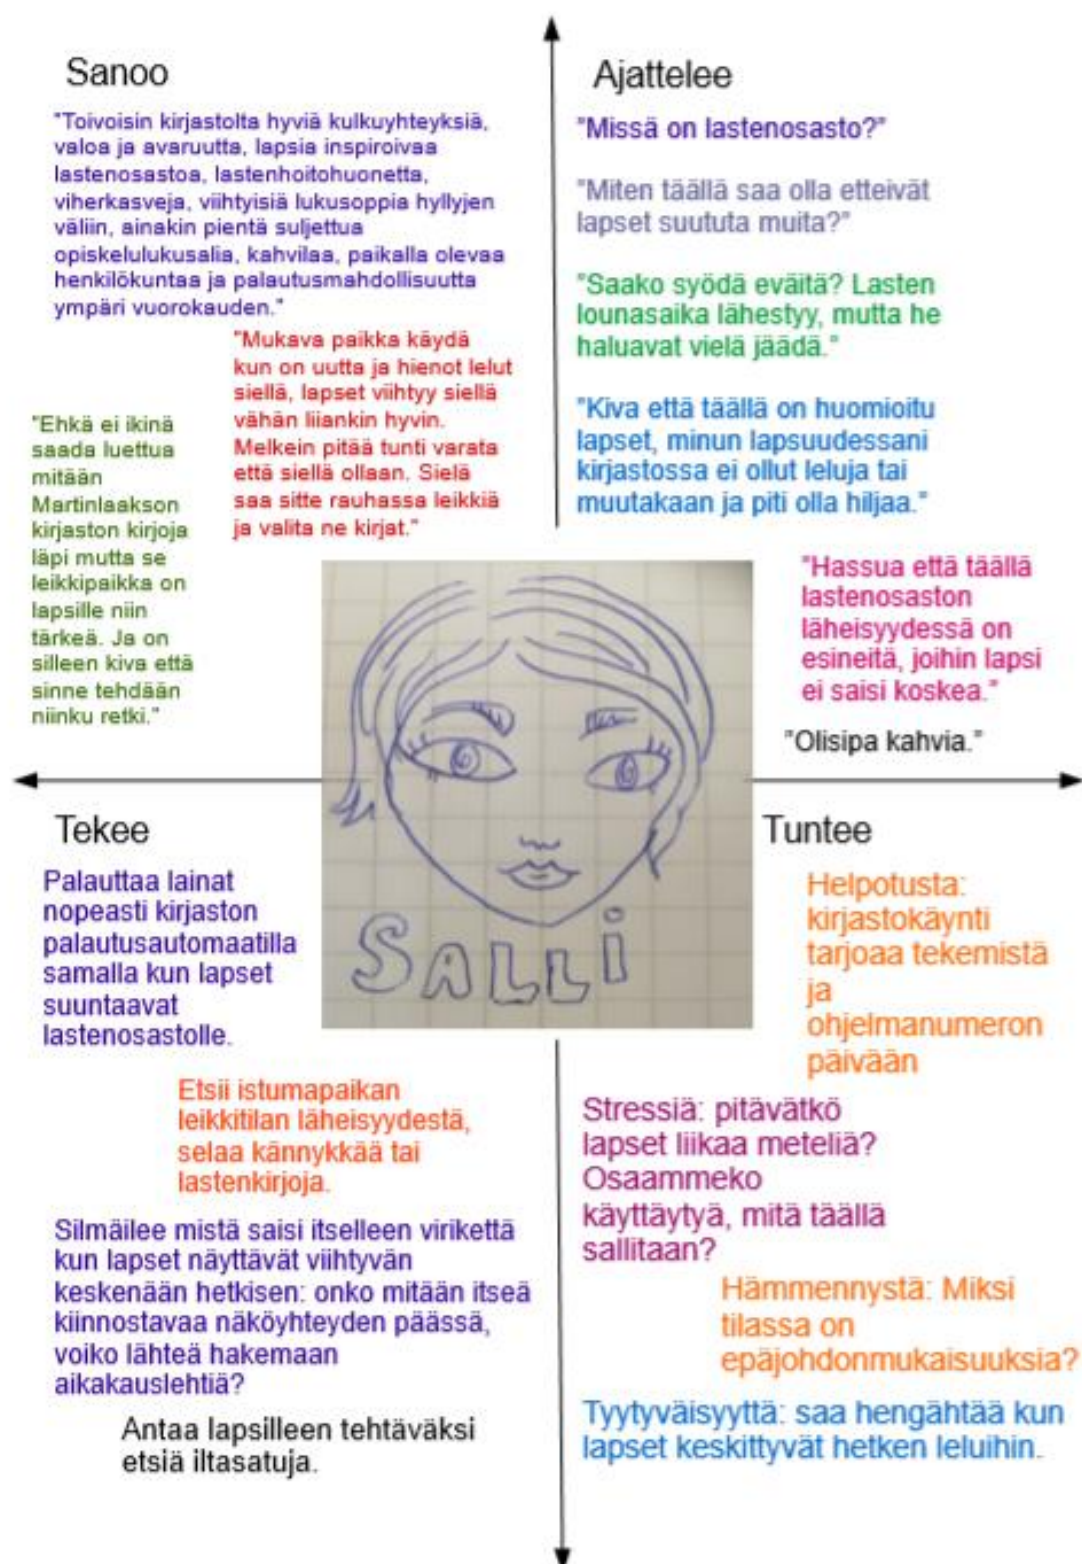 Sanoo
"Toivoisin kirjastolta hyviä kulkuyhteyksiä,
valoa ja avaruutta, lapsia inspiroivaa
lastenosastoa, lastenhoitohuonetta,
viherkasveja, viihtyisiä lukusoppia hyllyjen
väliin, ainakin pientä suljettua
opiskelulukusalia, kahvilaa, paikalla olevaa
henkilökuntaa ja palautusmahdollisuutta
ympäri vuorokauden."
"Mukava paikka käydä
kun on uutta ja hienot lelut
siellä, lapset viihtyy siellä
vähän liiankin hyvin.
Melkein pitää tunti varata
että siellä ollaan. Sielä
saa sitte rauhassa leikkiä
ja valita ne kirjat."
"Ehkä ei ikinä
saada luettua
mitään
Martinlaakson
kirjaston kirjoja
läpi mutta se
leikkipaikka on
lapsille niin
tärkeä. Ja on
silleen kiva että
sinne tehdään
niinku retki."
Ajattelee
"Missä on lastenosasto?"
"Miten täällä saa olla etteivät
lapset suututa muita?"
"Saako syödä eväitä? Lasten
lounasaika lähestyy, mutta he
haluavat vielä jäädä."
"Kiva että täällä on huomioitu
lapset, minun lapsuudessani
kirjastossa ei ollut leluja tai
muutakaan ja piti olla hiljaa."
"Hassua että täällä
lastenosaston
läheisyydessä on
esineitä, joihin lapsi
ei saisi koskea."
"Olisipa kahvia."
SALLi
Tekee
Palauttaa lainat
nopeasti kirjaston
palautusautomaatilla
samalla kun lapset
suuntaavat
lastenosastolle.
Etsii istumapaikan
leikkitilan läheisyydestä,
selaa kännykkää tai
lastenkirjoja.
Silmäilee mistä saisi itselleen virikettä
kun lapset näyttävät viihtyvän
keskenään hetkisen: onko mitään itseä
kiinnostavaa näköyhteyden päässä,
voiko lähteä hakemaan
aikakauslehtiä?
Antaa lapsilleen tehtäväksi
etsiä iltasatuja.
Tuntee
Helpotusta:
kirjastokäynti
tarjoaa tekemistä
ja
ohjelmanumeron
päivään
Stressiä: pitävätkö
lapset liikaa meteliä?
Osaammeko
käyttäytyä, mitä täällä
sallitaan?
Hämmennystä: Miksi
tilassa on
epäjohdonmukaisuuksia?
Tyytyväisyyttä: saa hengähtää kun
lapset keskittyvät hetken leluihin.